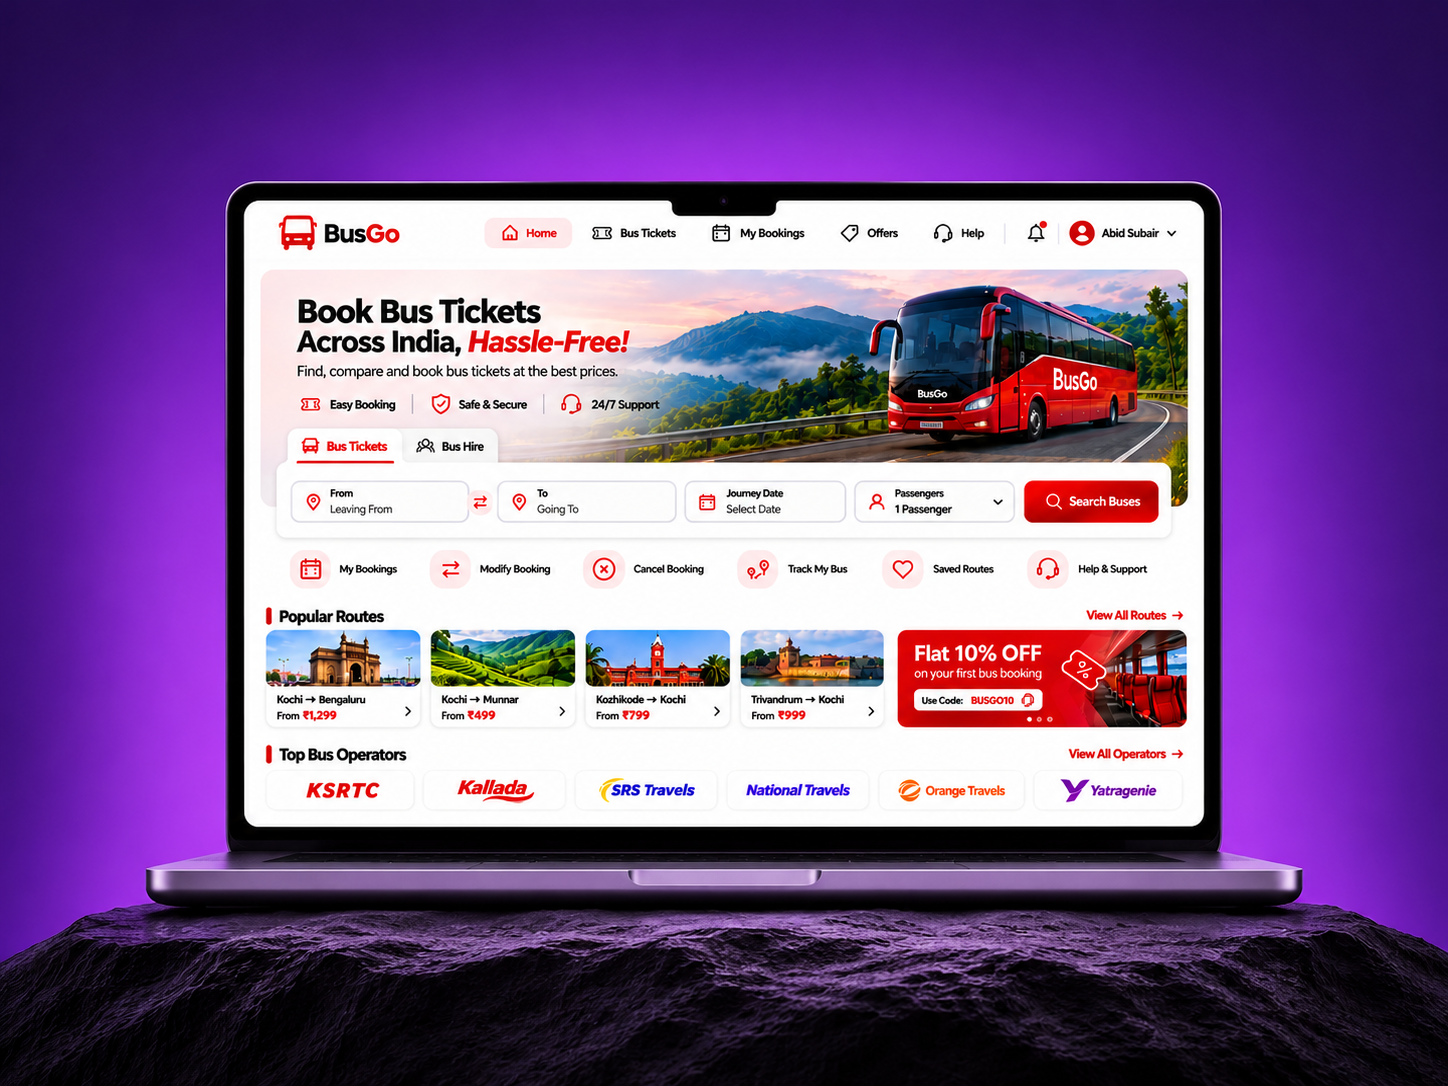 BusGo
Home
Bus Tickets
My Bookings
Offers
Help
Abid Subair
Book Bus Tickets
Across India, Hassle-Free!
Find, compare and book bus tickets at the best prices.
Easy Booking
Safe & Secure
24/7 Support
BusGo
BusGo
Bus Tickets
Bus Hire
From
Leaving From
To
Going To
Journey Date
Select Date
Passengers
1 Passenger
Search Buses
My Bookings
Modify Booking
Cancel Booking
Track My Bus
Saved Routes
Help & Support
Popular Routes
View All Routes →
Kochi → Bengaluru
From ₹1,299
Kochi → Munnar
From ₹499
Kozhikode → Kochi
From ₹799
Trivandrum → Kochi
From ₹999
Flat 10% OFF
on your first bus booking
Use Code: BUSGO10
%
Top Bus Operators
View All Operators →
KSRTC
Kallada
SRS Travels
National Travels
Orange Travels
Yatragenie